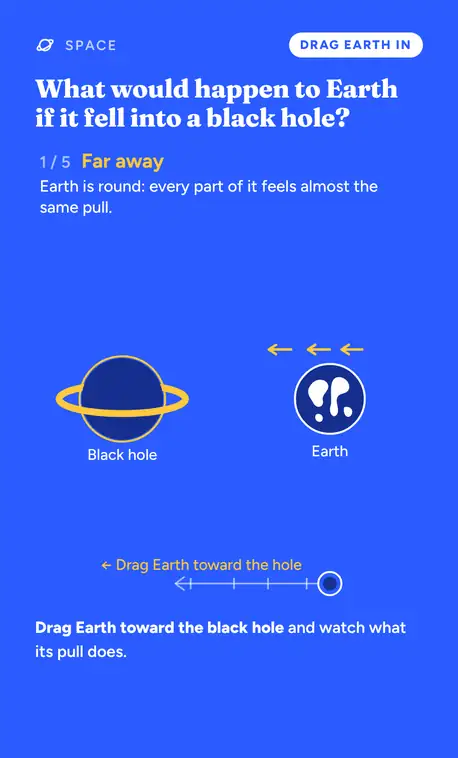 SPACE
DRAG EARTH IN
What would happen to Earth
if it fell into a black hole?
1 / 5 Far away
Earth is round: every part of it feels almost the
same pull.
Black hole
Earth
← Drag Earth toward the hole
Drag Earth toward the black hole and watch what
its pull does.